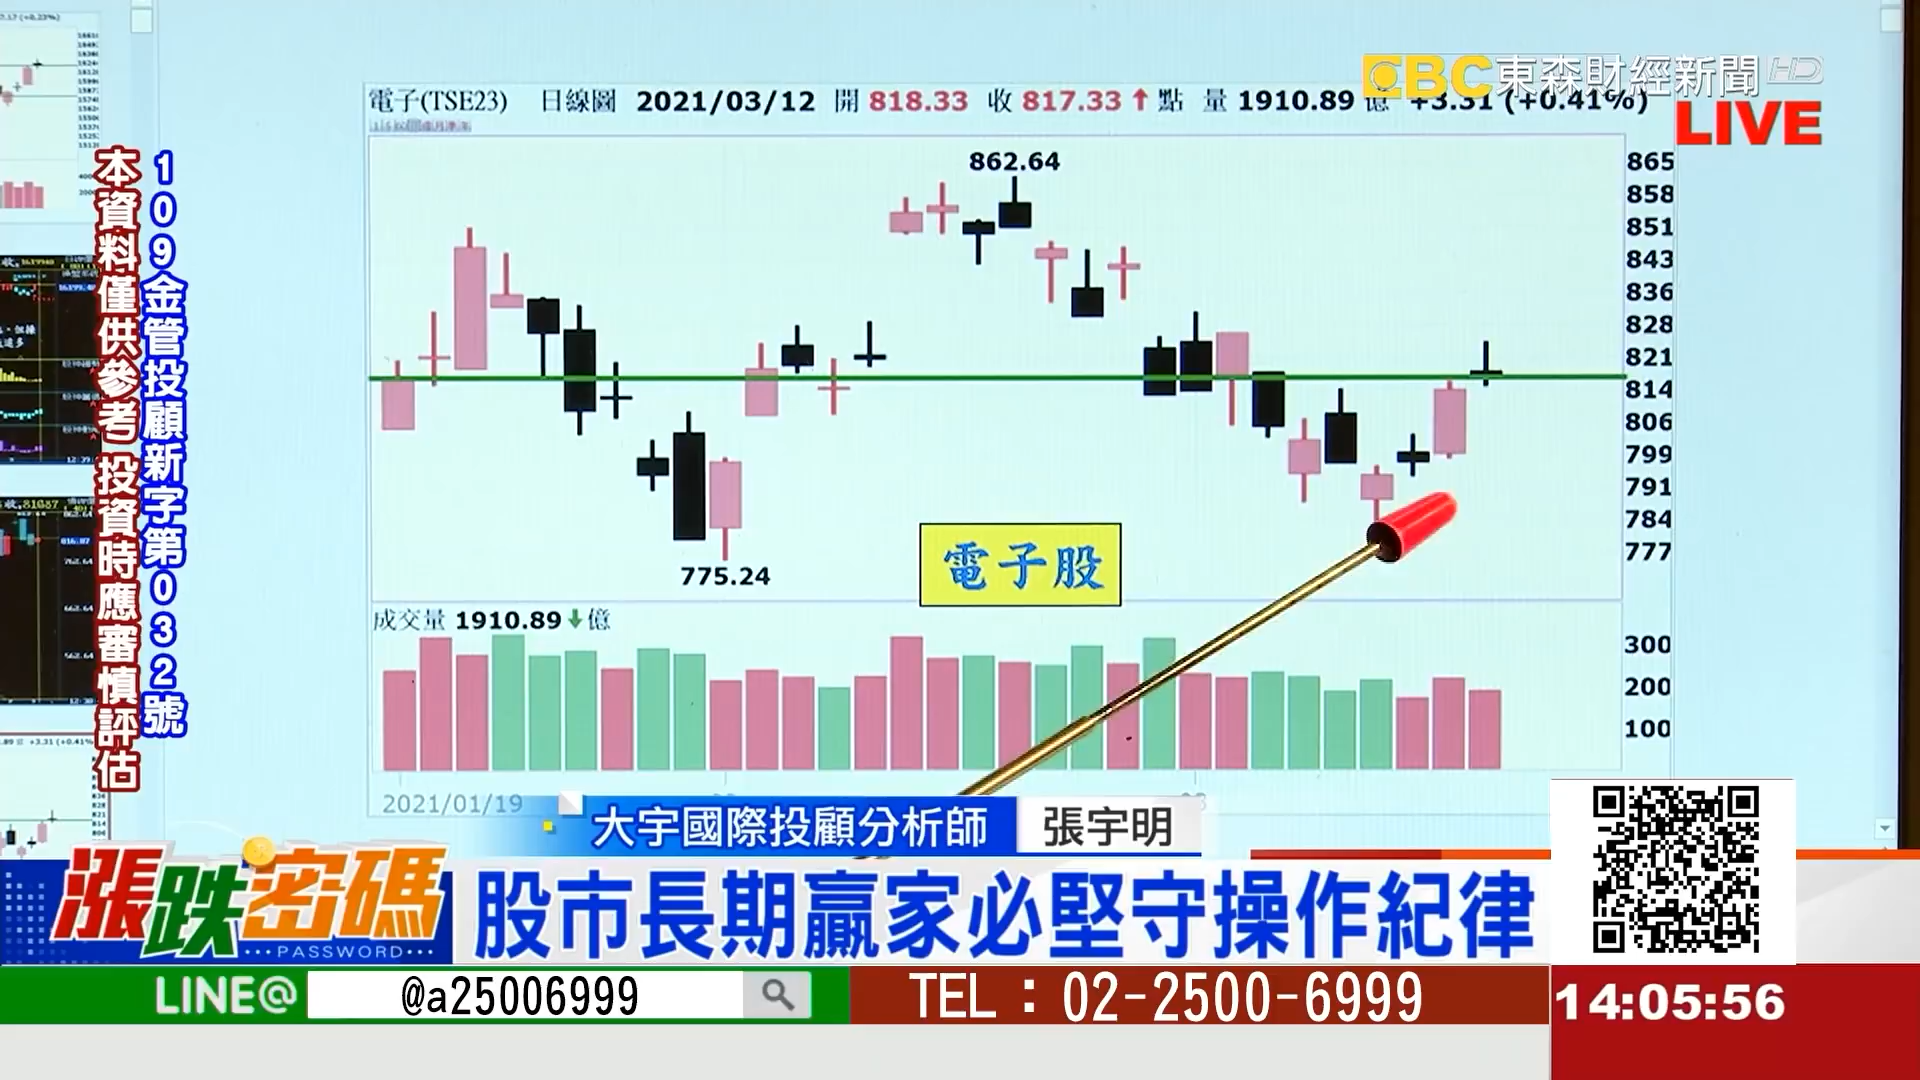 EBC東森財經新聞HD
LIVE
電子(TSE23) 日線圖 2021/03/12 開 818.33 收 817.33↑點 量 1910.89 億 +3.31 (+0.41%)
862.64
865
858
851
843
836
828
821
814
806
799
791
784
777
775.24
電子股
成交量 1910.89↓億
300
200
100
2021/01/19
109金管投顧新字第032號
本資料僅供參考 投資時應審慎評估
大宇國際投顧分析師 張宇明
漲跌密碼
PASSWORD
股市長期贏家必堅守操作紀律
LINE@ @a25006999
TEL：02-2500-6999
14:05:56